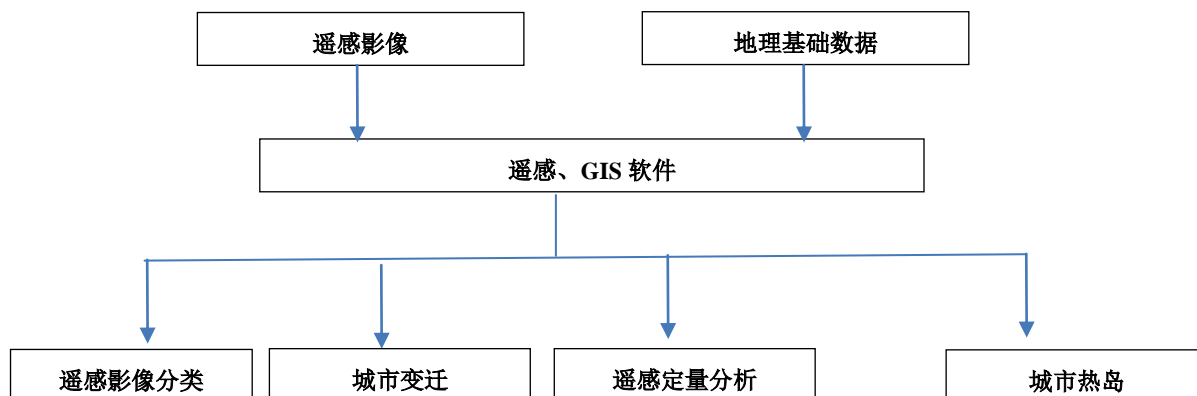 遥感影像
地理基础数据
遥感、GIS 软件
遥感影像分类
城市变迁
遥感定量分析
城市热岛